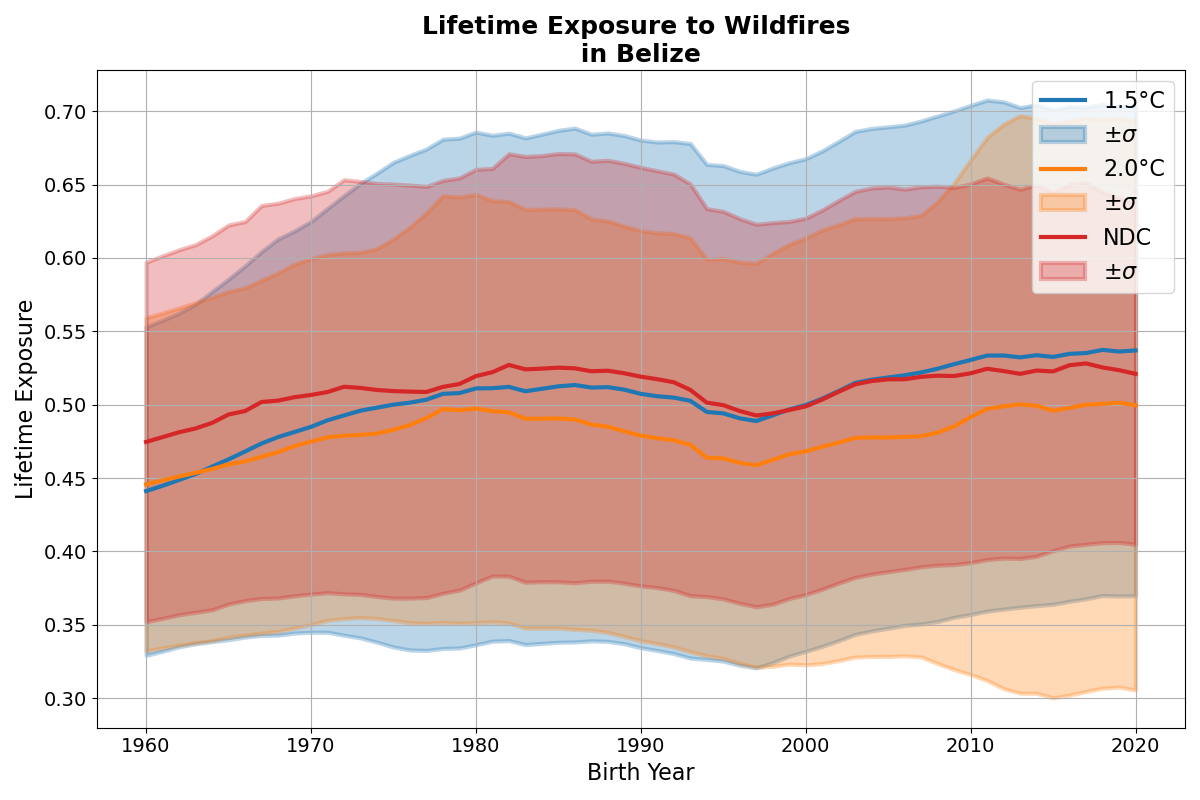 Lifetime Exposure to Wildfires
in Belize
Lifetime Exposure
0.70
0.65
0.60
0.55
0.50
0.45
0.40
0.35
0.30
1.5°C
±σ
2.0°C
±σ
NDC
±σ
1960
1970
1980
1990
2000
2010
2020
Birth Year